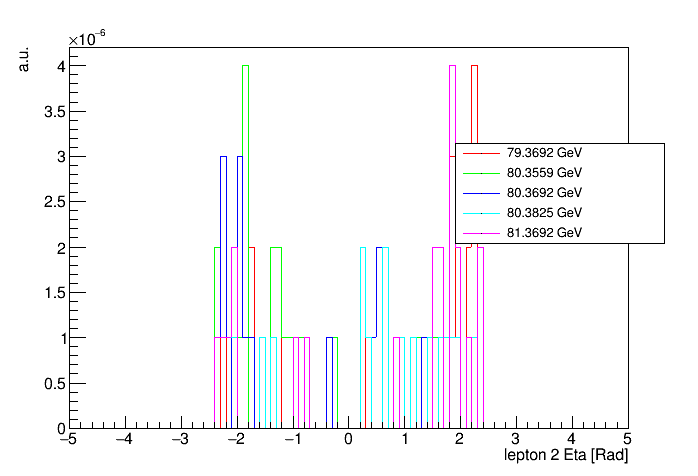 ×10⁻⁶
a.u.
4
3.5
3
2.5
2
1.5
1
0.5
0
79.3692 GeV
80.3559 GeV
80.3692 GeV
80.3825 GeV
81.3692 GeV
−5 −4 −3 −2 −1 0 1 2 3 4 5
lepton 2 Eta [Rad]